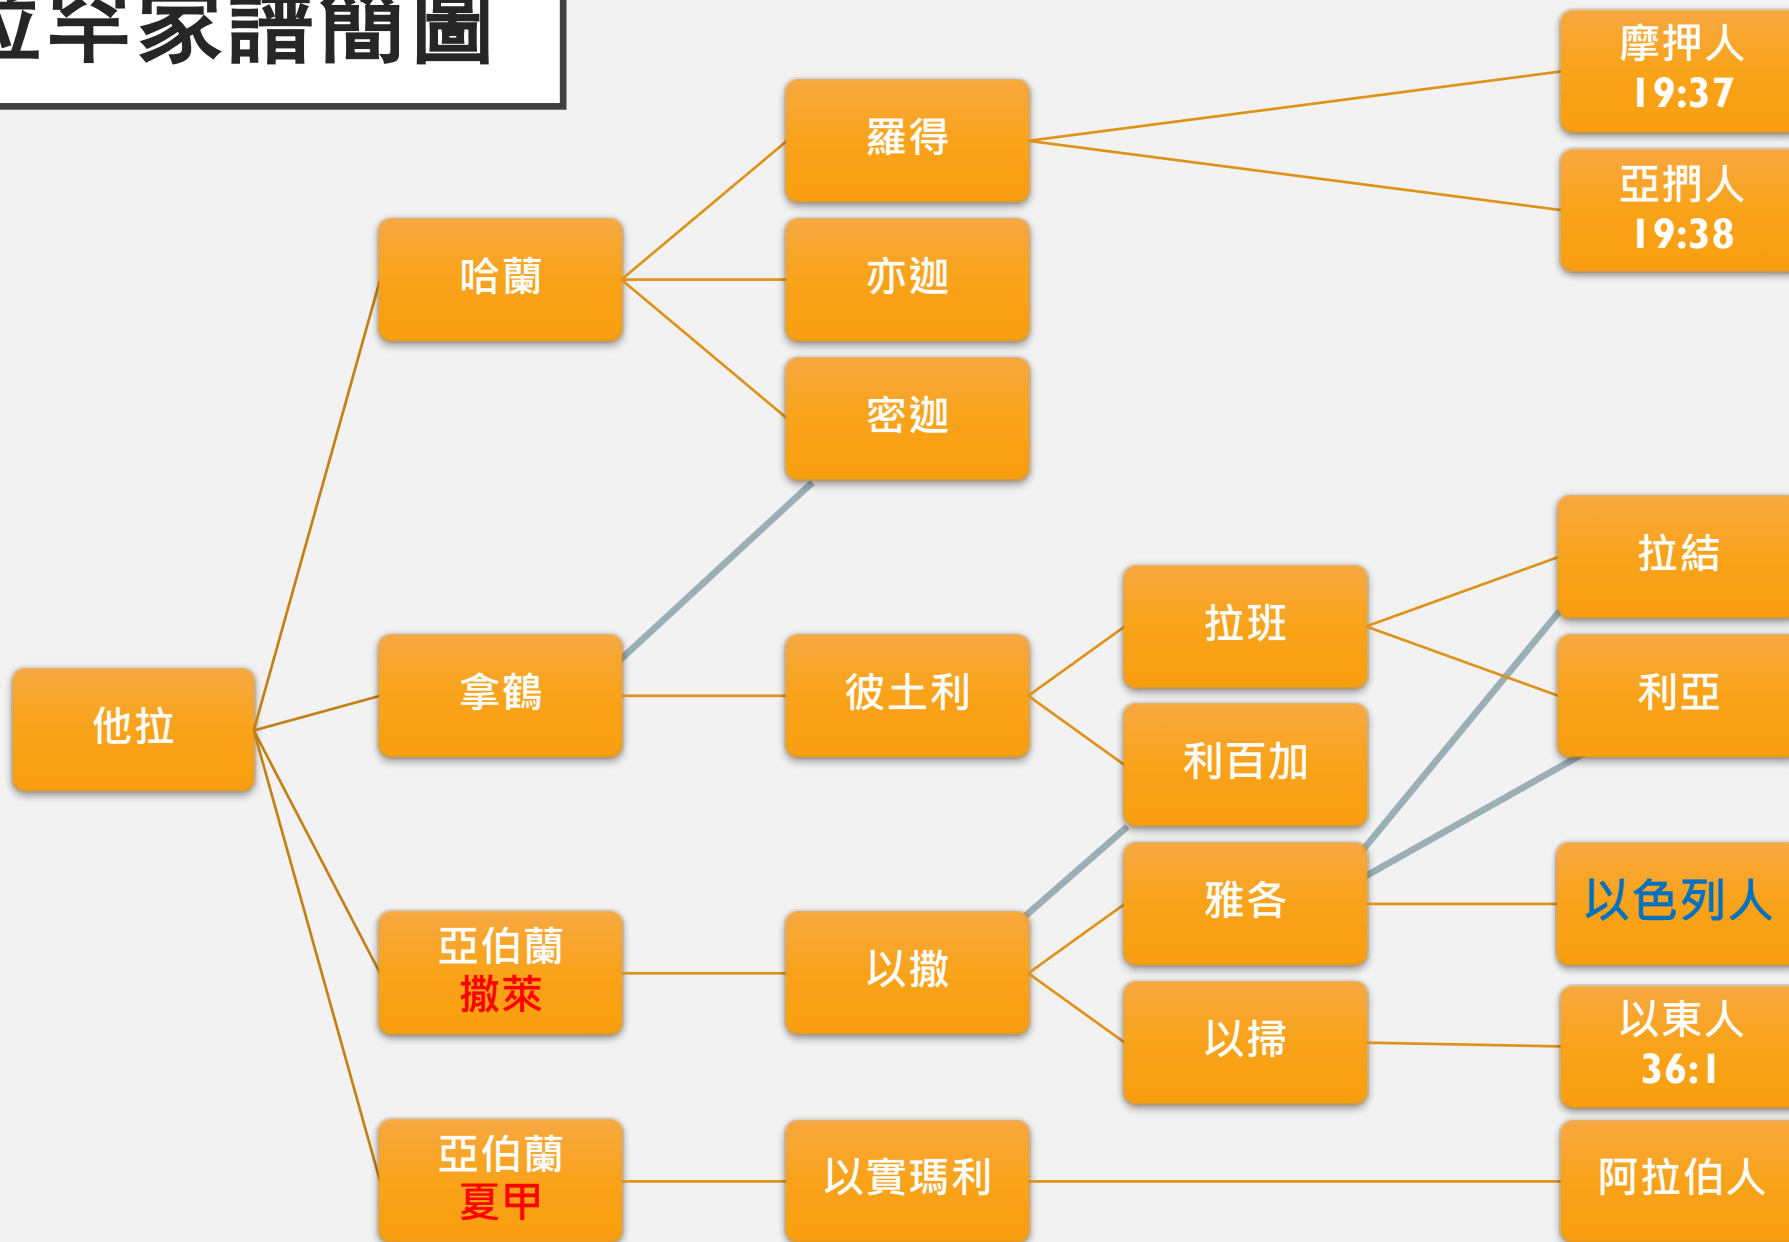 罕家譜簡圖
摩押人
19:37
羅得
亞捫人
19:38
哈蘭
亦迦
密迦
拉結
拉班
拿鶴
彼土利
利亞
他拉
利百加
雅各
以色列人
亞伯蘭
撒萊
以撒
以掃
以東人
36:1
亞伯蘭
夏甲
以實瑪利
阿拉伯人